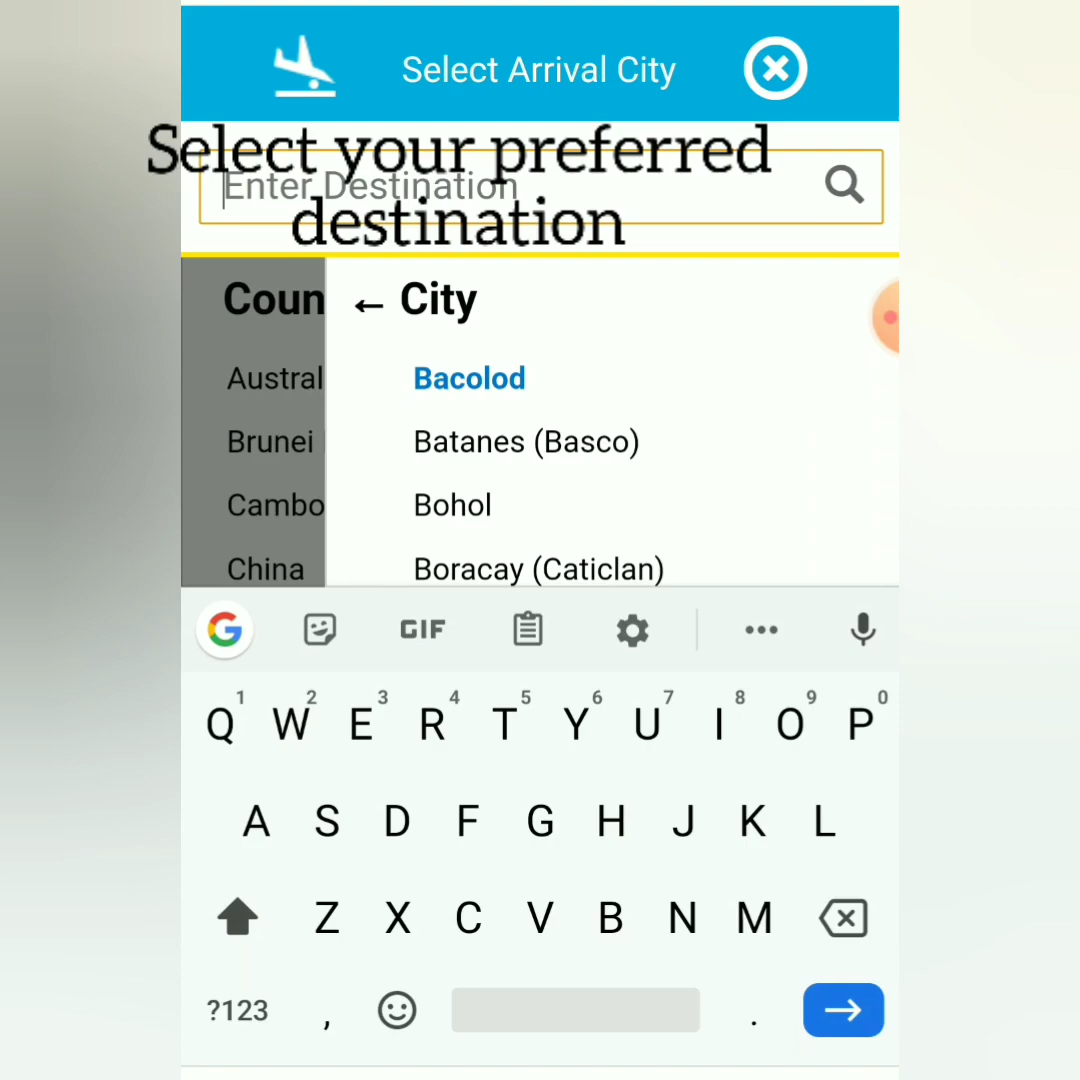 Select Arrival City
Select your preferred
Enter Destination
destination
Coun ← City
Austral Bacolod
Brunei Batanes (Basco)
Cambo Bohol
China Boracay (Caticlan)
G GIF
1 2 3 4 5 6 7 8 9 0
Q W E R T Y U I O P
A S D F G H J K L
Z X C V B N M
?123 , .